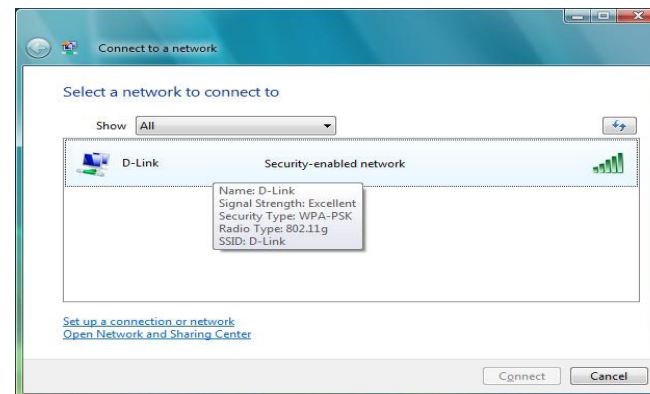 Connect to a network
Select a network to connect to
Show All
D-Link Security-enabled network
Name: D-Link
Signal Strength: Excellent
Security Type: WPA-PSK
Radio Type: 802.11g
SSID: D-Link
Set up a connection or network
Open Network and Sharing Center
Connect Cancel